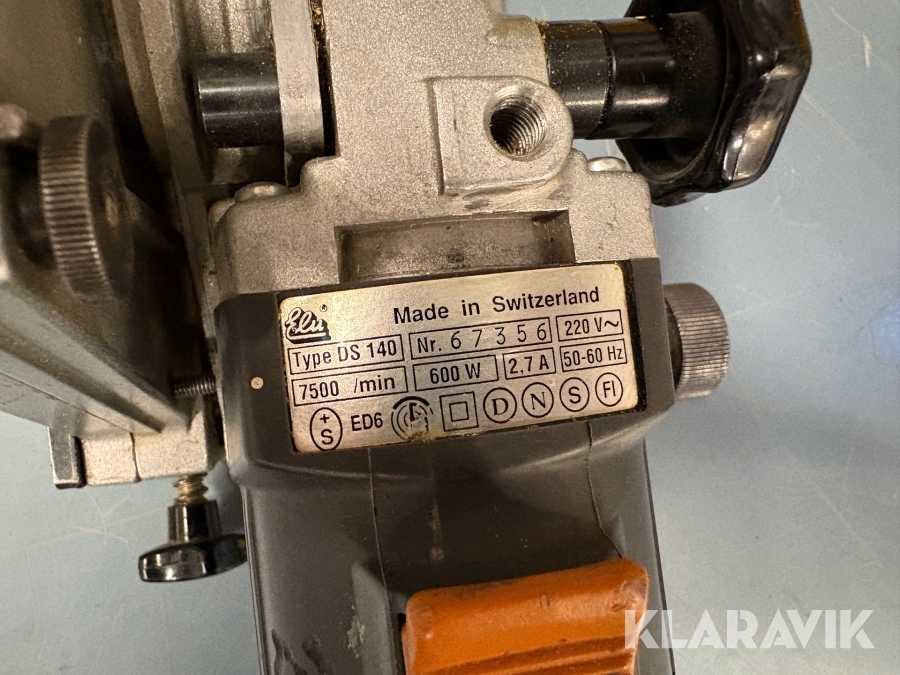 Elu
Made in Switzerland
Type DS 140 Nr. 67356 220 V~
7500 /min 600 W 2,7 A 50-60 Hz
+ S ED6 D N S FI
KLARAVIK